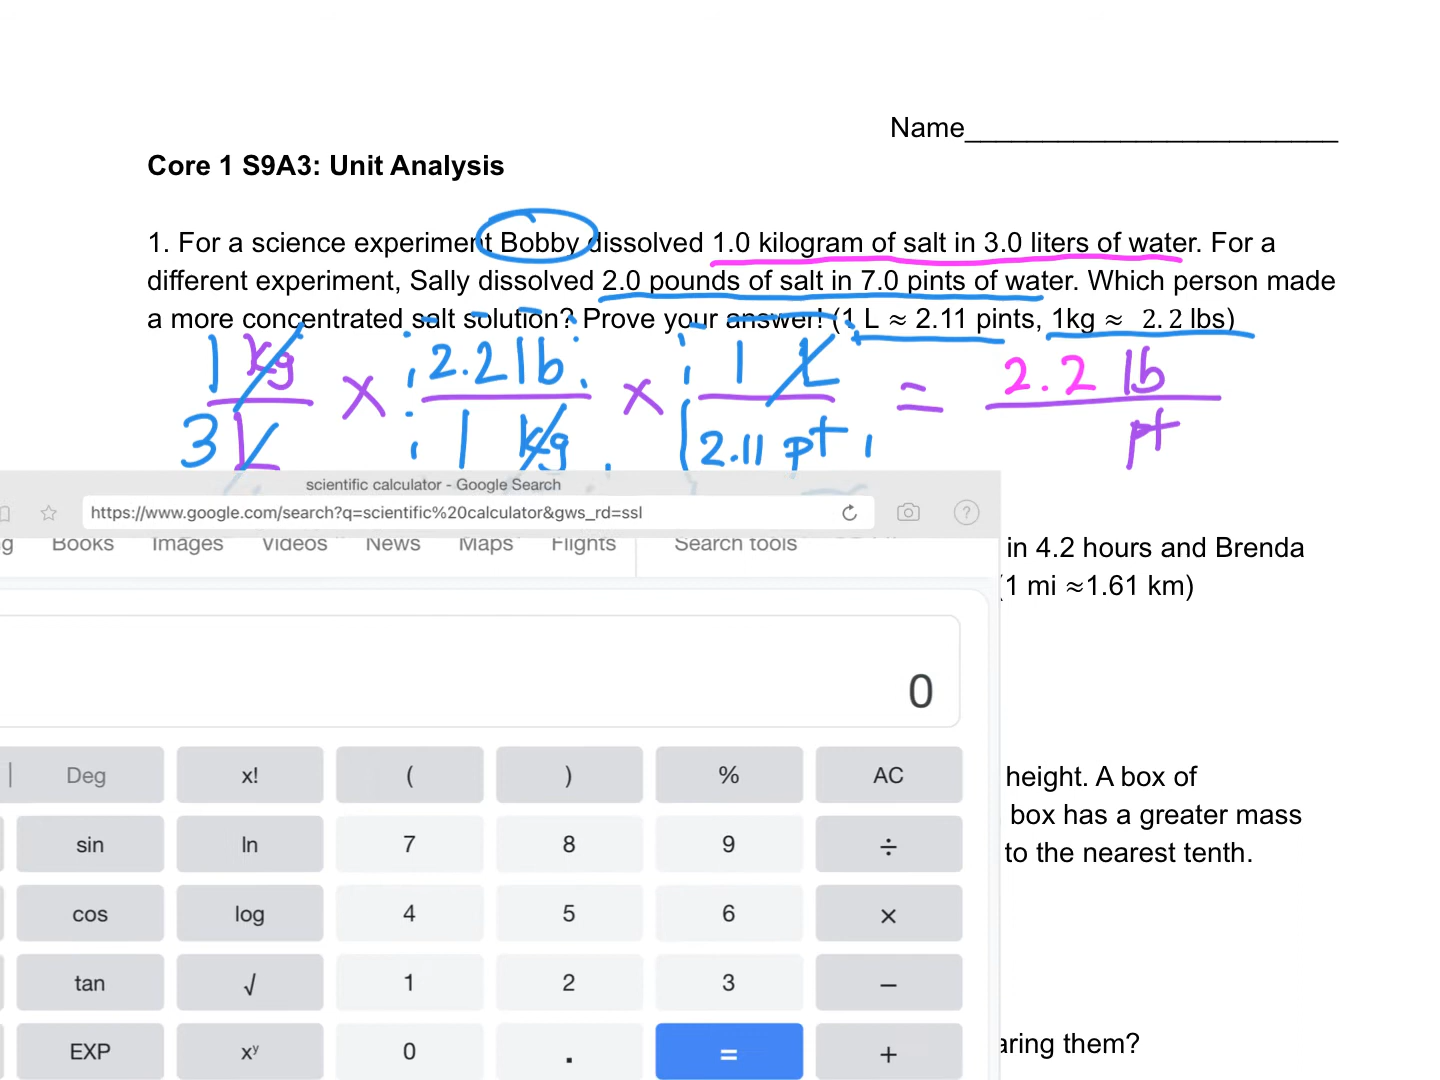 Name________________________
Core 1 S9A3: Unit Analysis
1. For a science experiment Bobby dissolved 1.0 kilogram of salt in 3.0 liters of water. For a
different experiment, Sally dissolved 2.0 pounds of salt in 7.0 pints of water. Which person made
a more concentrated salt solution? Prove your answer! (1 L ≈ 2.11 pints, 1kg ≈ 2.2 lbs)
1 kg × 2.2 lb × 1 L = 2.2 lb
3 L 1 kg 2.11 pt pt
scientific calculator - Google Search
https://www.google.com/search?q=scientific%20calculator&gws_rd=ssl
Books Images Videos News Maps Flights Search tools
in 4.2 hours and Brenda
(1 mi ≈1.61 km)
0
Deg x! ( ) % AC
height. A box of
box has a greater mass
sin ln 7 8 9 ÷
to the nearest tenth.
cos log 4 5 6 ×
tan √ 1 2 3 −
EXP xʸ 0 . = +
aring them?